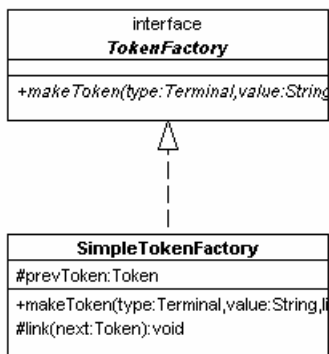 interface
TokenFactory
+makeToken(type:Terminal,value:String
SimpleTokenFactory
#prevToken:Token
+makeToken(type:Terminal,value:String,li
#link(next:Token):void